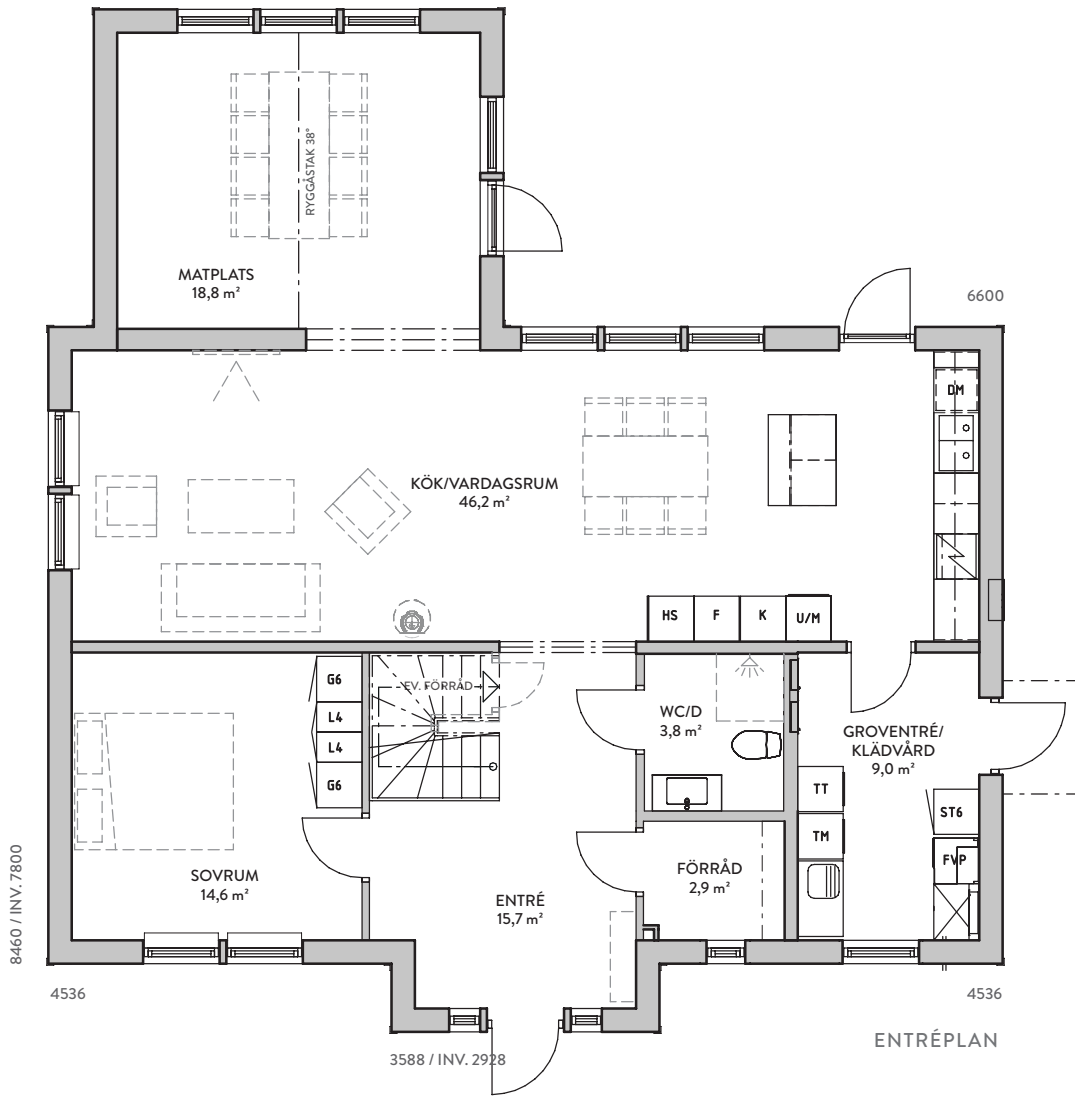 RYGGÅSTAK 38°
MATPLATS
18,8 m²
6600
DM
KÖK/VARDAGSRUM
46,2 m²
HS
F
K
U/M
G6
L4
L4
G6
EV. FÖRRÅD
WC/D
3,8 m²
GROVENTRÉ/
KLÄDVÅRD
9,0 m²
TT
TM
ST6
FVP
SOVRUM
14,6 m²
FÖRRÅD
2,9 m²
ENTRÉ
15,7 m²
8460 / INV. 7800
4536
4536
ENTRÉPLAN
3588 / INV. 2928